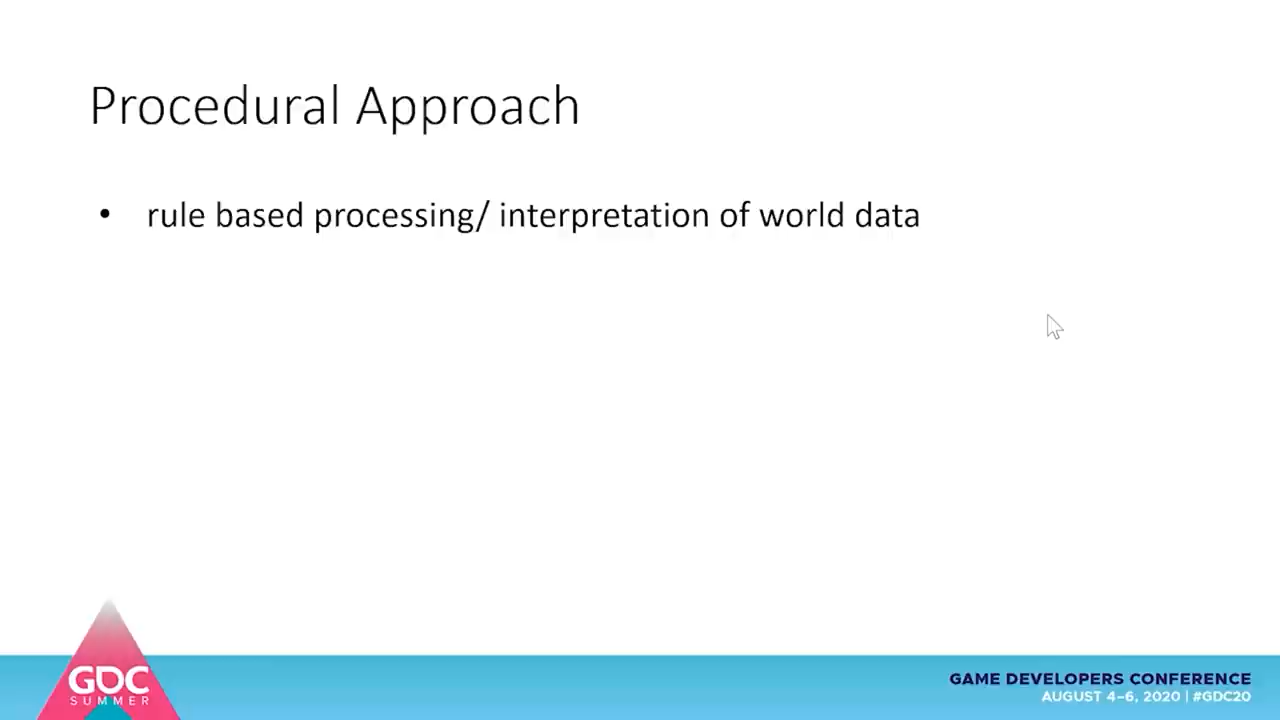 Procedural Approach
• rule based processing/ interpretation of world data
GDC
SUMMER
GAME DEVELOPERS CONFERENCE
AUGUST 4–6, 2020 | #GDC20